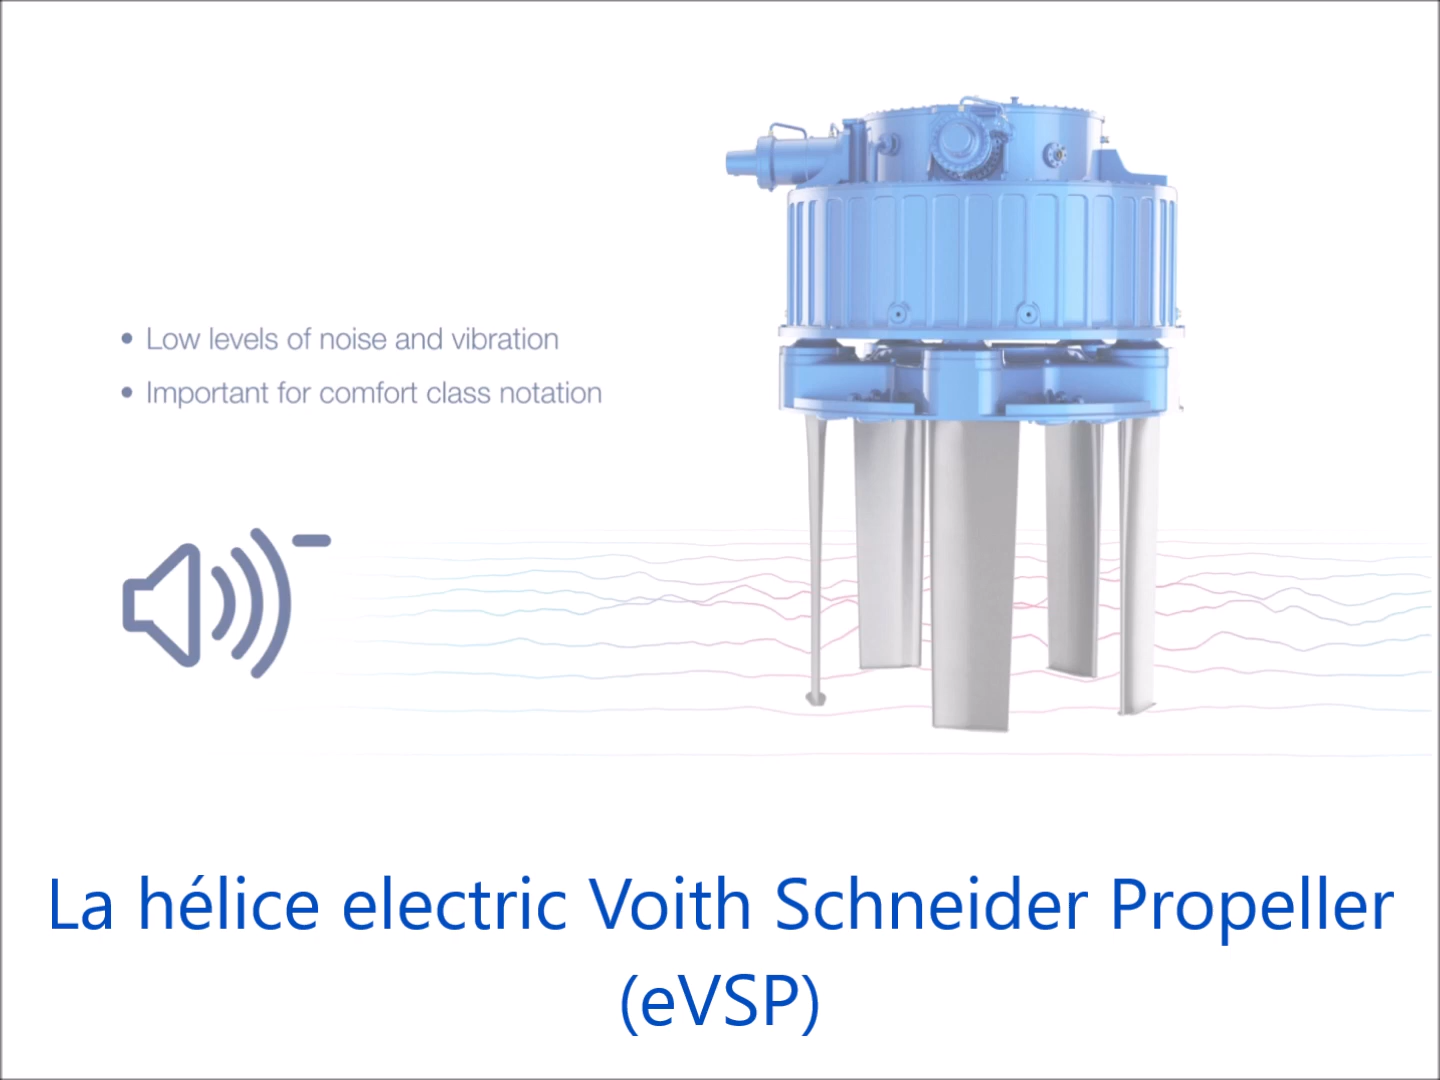 • Low levels of noise and vibration
• Important for comfort class notation
La hélice electric Voith Schneider Propeller
(eVSP)